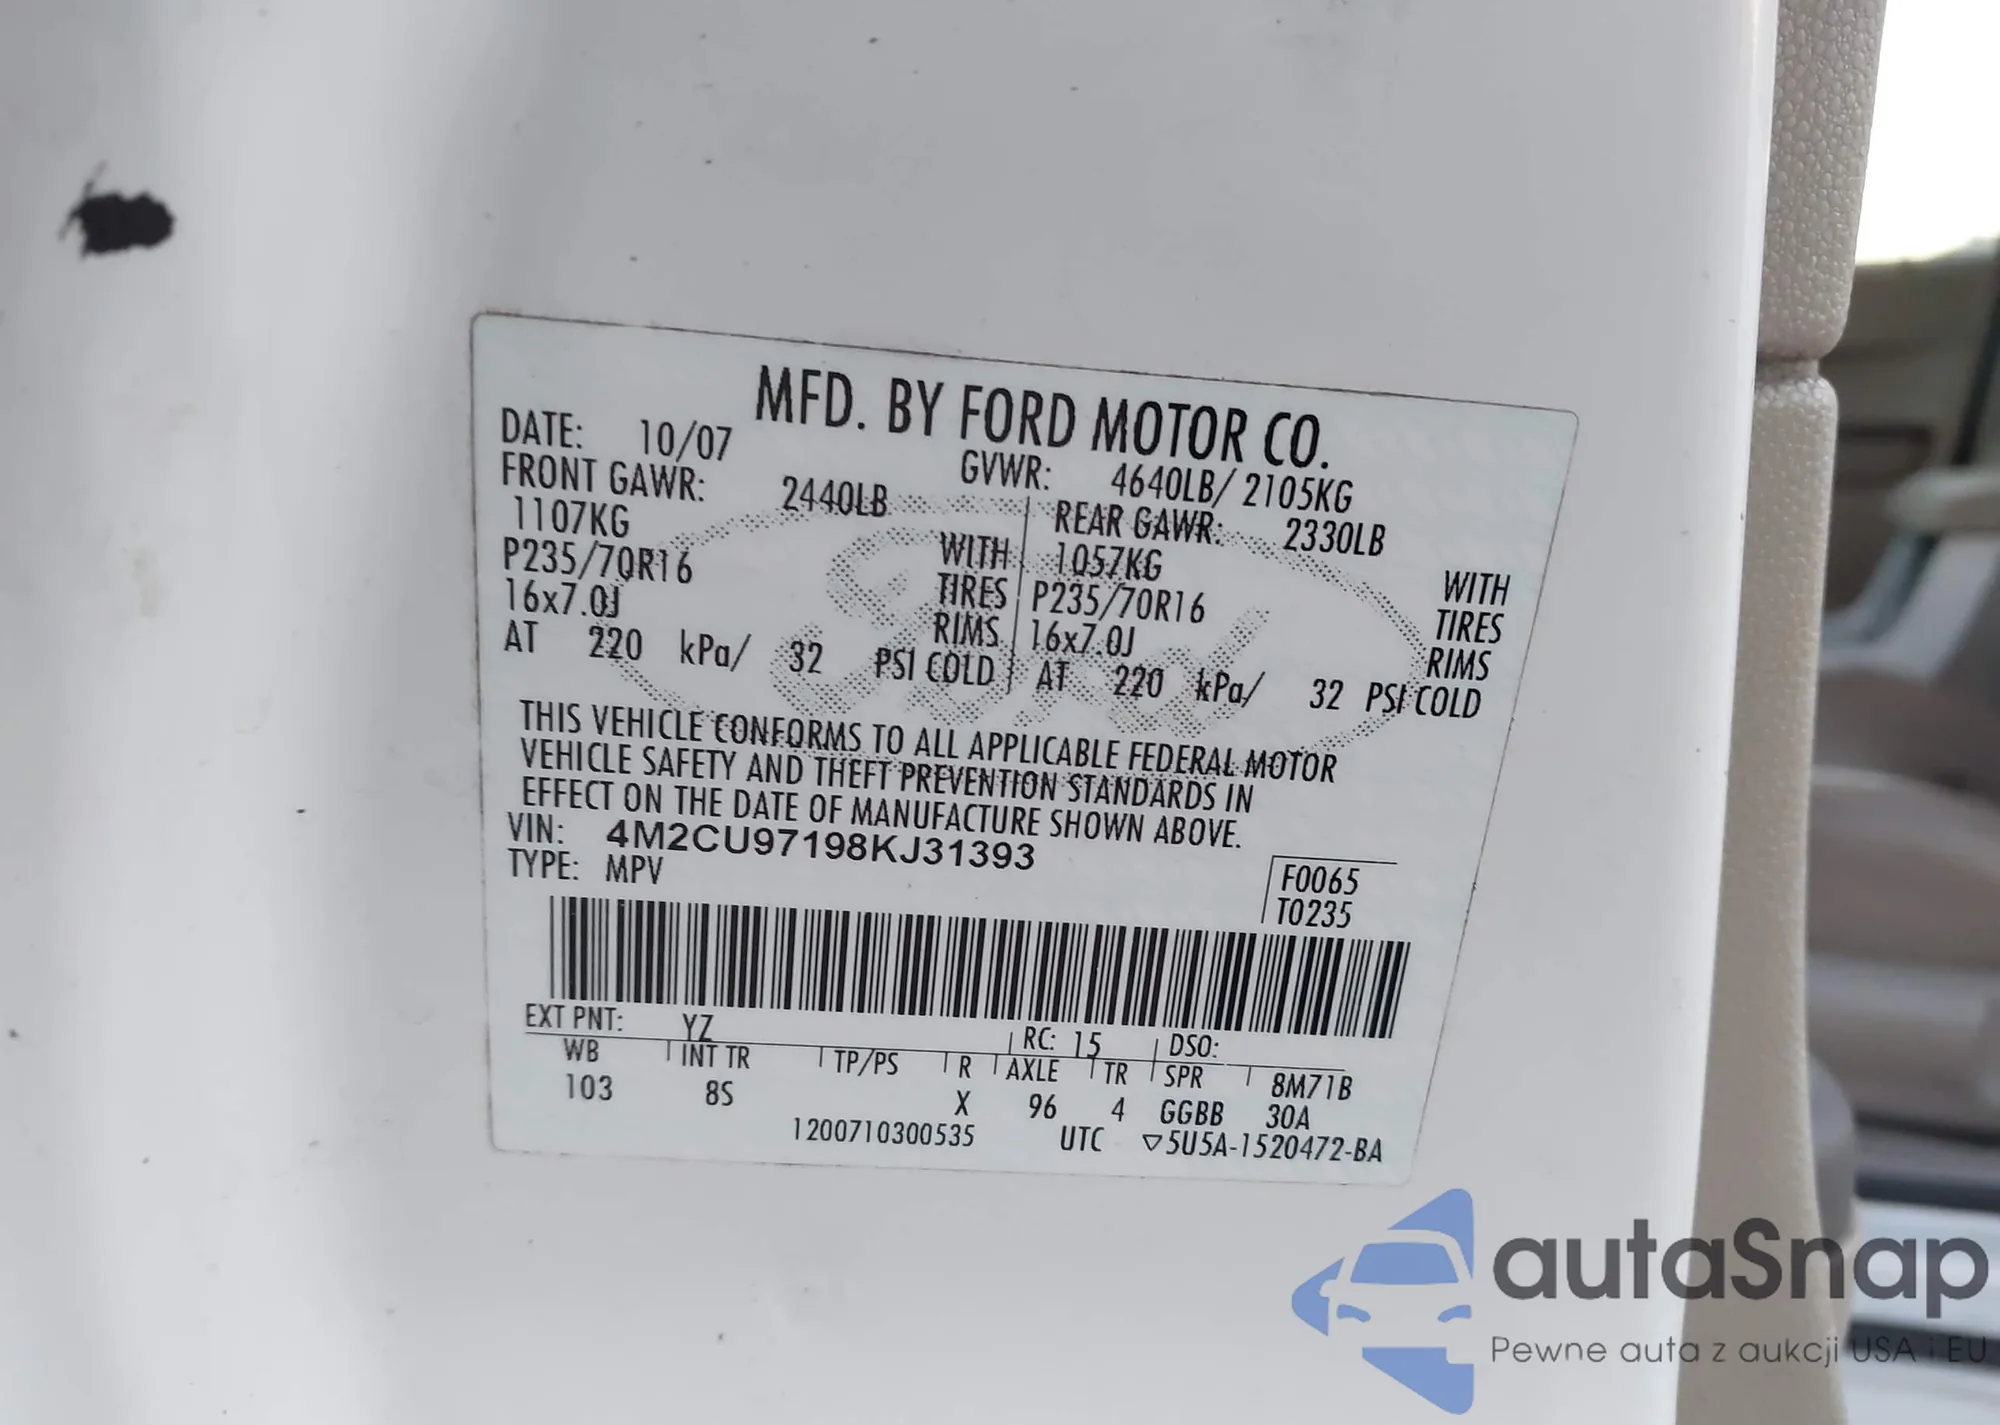 MFD. BY FORD MOTOR CO.
DATE: 10/07 GVWR: 4640LB/ 2105KG
FRONT GAWR: 2440LB REAR GAWR: 2330LB
1107KG WITH 1057KG WITH
P235/70R16 TIRES P235/70R16 TIRES
16x7.0J RIMS 16x7.0J RIMS
AT 220 kPa/ 32 PSI COLD AT 220 kPa/ 32 PSI COLD
THIS VEHICLE CONFORMS TO ALL APPLICABLE FEDERAL MOTOR
VEHICLE SAFETY AND THEFT PREVENTION STANDARDS IN
EFFECT ON THE DATE OF MANUFACTURE SHOWN ABOVE.
VIN: 4M2CU97198KJ31393
TYPE: MPV
F0065
T0235
EXT PNT: YZ RC: 15 DSO:
WB INT TR TP/PS R AXLE TR SPR 8M71B
103 8S X 96 4 GGBB 30A
1200710300535 UTC ▽5U5A-1520472-BA
Ford
autaSnap
Pewne auta z aukcji USA i EU